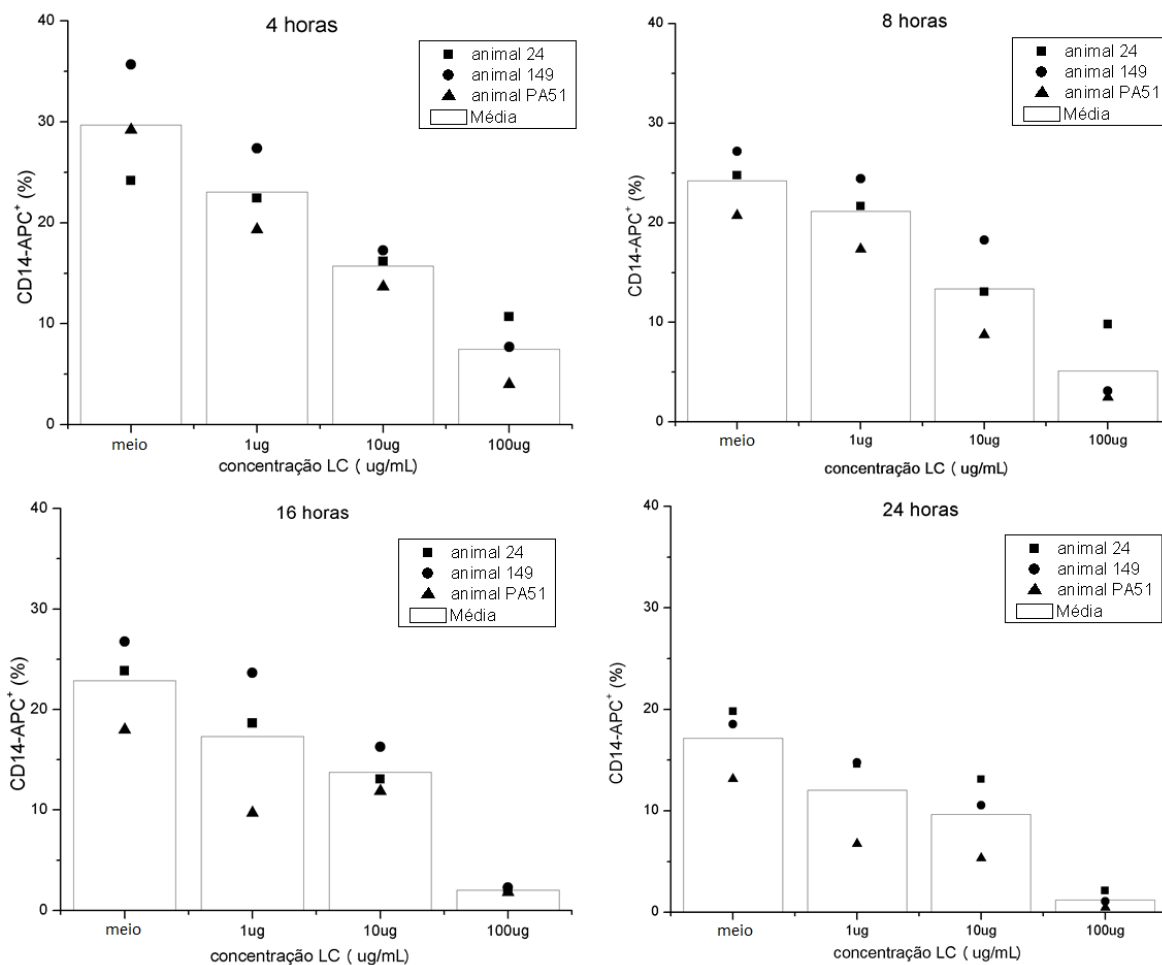 4 horas
animal 24
animal 149
animal PA51
Média
CD14-APC⁺ (%)
40
30
20
10
0
meio 1ug 10ug 100ug
concentração LC ( ug/mL)
8 horas
animal 24
animal 149
animal PA51
Média
CD14-APC⁺ (%)
40
30
20
10
0
meio 1ug 10ug 100ug
concentração LC ( ug/mL)
16 horas
animal 24
animal 149
animal PA51
Média
CD14-APC⁺ (%)
40
30
20
10
0
meio 1ug 10ug 100ug
concentração LC ( ug/mL)
24 horas
animal 24
animal 149
animal PA51
Média
CD14-APC⁺ (%)
40
30
20
10
0
meio 1ug 10ug 100ug
concentração LC ( ug/mL)